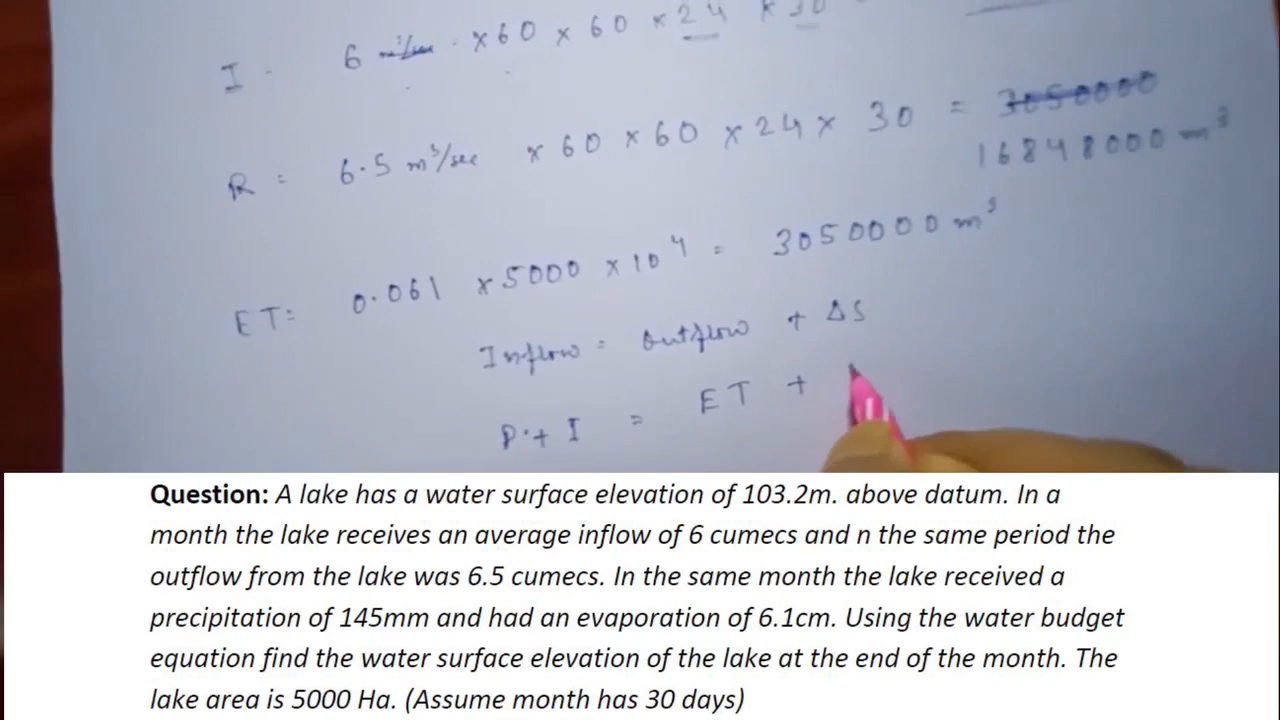 I - 6 m³/sec × 60 × 60 × 24 × 30
R = 6.5 m³/sec × 60 × 60 × 24 × 30 = 3050000
16848000 m³
ET = 0.061 × 5000 × 10⁴ = 3050000 m³
Inflow = Outflow + ΔS
P + I = ET +
Question: A lake has a water surface elevation of 103.2m. above datum. In a
month the lake receives an average inflow of 6 cumecs and n the same period the
outflow from the lake was 6.5 cumecs. In the same month the lake received a
precipitation of 145mm and had an evaporation of 6.1cm. Using the water budget
equation find the water surface elevation of the lake at the end of the month. The
lake area is 5000 Ha. (Assume month has 30 days)